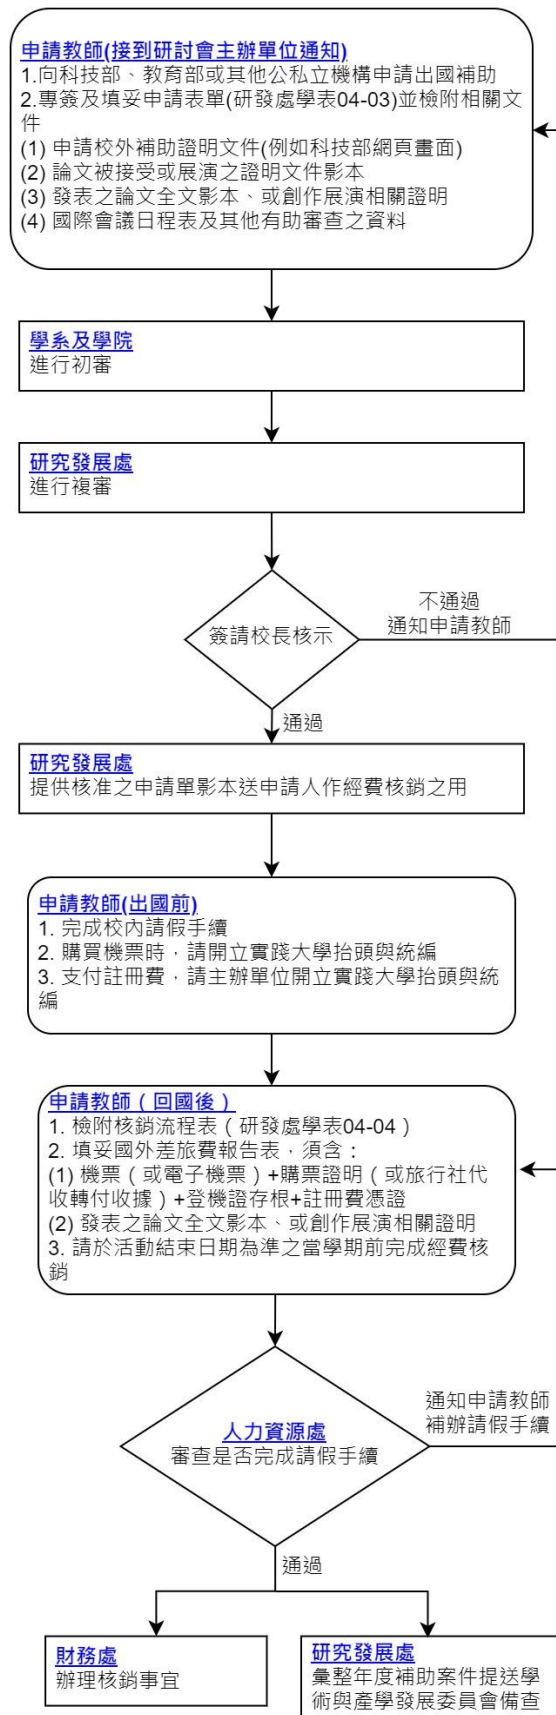 申請教師(接到研討會主辦單位通知)
1.向科技部、教育部或其他公私立機構申請出國補助
2.專簽及填妥申請表單(研發處學表04-03)並檢附相關文
件
(1) 申請校外補助證明文件(例如科技部網頁畫面)
(2) 論文被接受或展演之證明文件影本
(3) 發表之論文全文影本、或創作展演相關證明
(4) 國際會議日程表及其他有助審查之資料
學系及學院
進行初審
研究發展處
進行複審
簽請校長核示
不通過
通知申請教師
通過
研究發展處
提供核准之申請單影本送申請人作經費核銷之用
申請教師(出國前)
1. 完成校內請假手續
2. 購買機票時，請開立實踐大學抬頭與統編
3. 支付註冊費，請主辦單位開立實踐大學抬頭與統
編
申請教師（回國後）
1. 檢附核銷流程表（研發處學表04-04）
2. 填妥國外差旅費報告表，須含：
(1) 機票（或電子機票）+購票證明（或旅行社代
收轉付收據）+登機證存根+註冊費憑證
(2) 發表之論文全文影本、或創作展演相關證明
3. 請於活動結束日期為準之當學期前完成經費核
銷
人力資源處
審查是否完成請假手續
通知申請教師
補辦請假手續
通過
財務處
辦理核銷事宜
研究發展處
彙整年度補助案件提送學
術與產學發展委員會備查